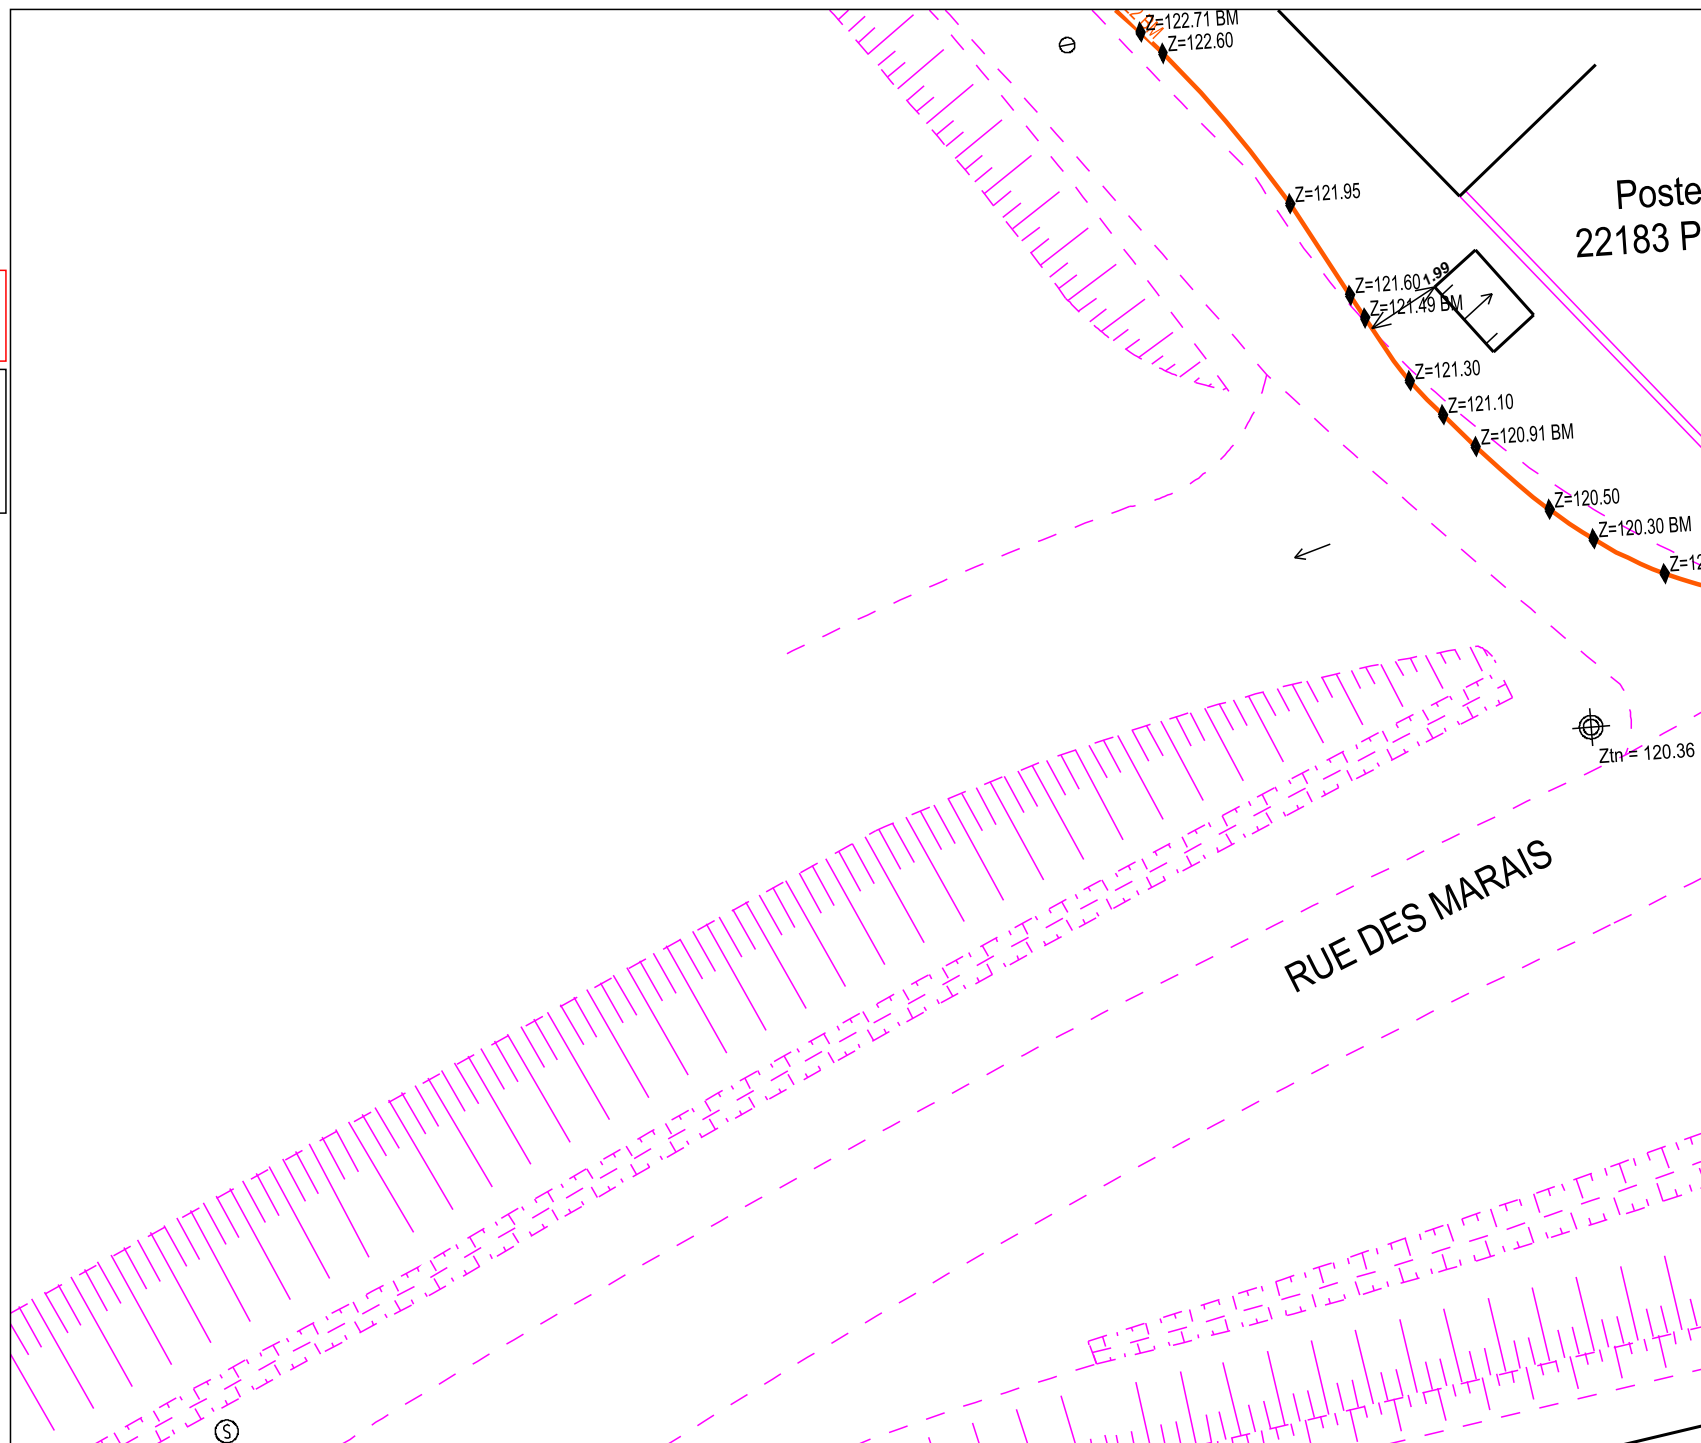 Z=122.71 BM
Z=122.60
Z=121.95
Poste
22183 P
1.99
Z=121.60
Z=121.49 BM
Z=121.30
Z=121.10
Z=120.91 BM
Z=120.50
Z=120.30 BM
Ztn = 120.36
RUE DES MARAIS
S